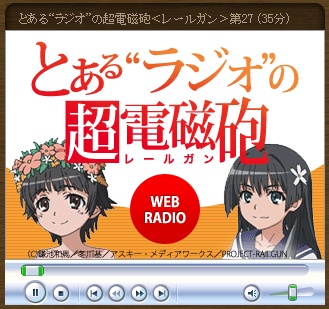 とある“ラジオ”の超電磁砲＜レールガン＞第27 (35分)
とある“ラジオ”の
超電磁砲
レールガン
WEB
RADIO
(C)鎌池和馬／冬川基／アスキー・メディアワークス／PROJECT-RAILGUN